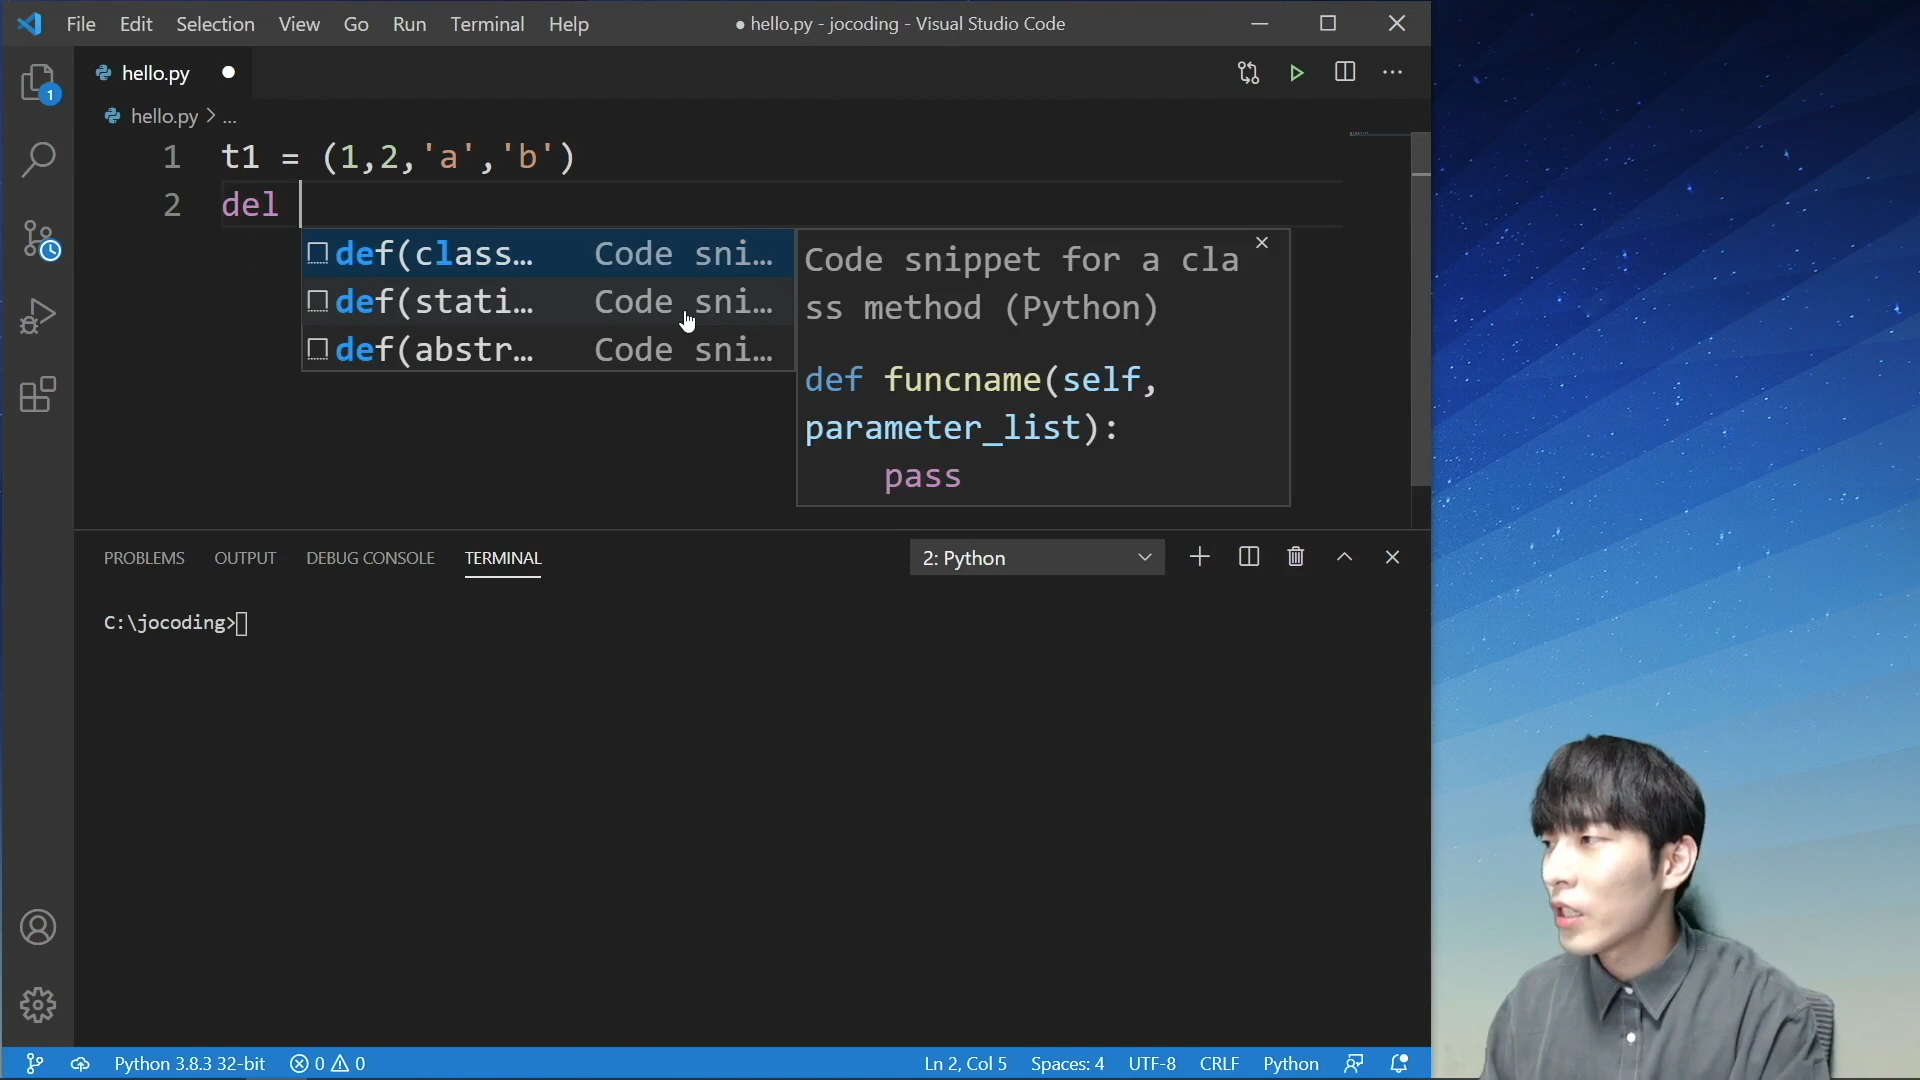 File Edit Selection View Go Run Terminal Help ● hello.py - jocoding - Visual Studio Code
hello.py
1
hello.py > ...
1 t1 = (1,2,'a','b')
2 del
def(class... Code sni...
def(stati... Code sni...
def(abstr... Code sni...
Code snippet for a cla
ss method (Python)
def funcname(self,
parameter_list):
pass
PROBLEMS OUTPUT DEBUG CONSOLE TERMINAL 2: Python
C:\jocoding>
Python 3.8.3 32-bit 0 0 Ln 2, Col 5 Spaces: 4 UTF-8 CRLF Python